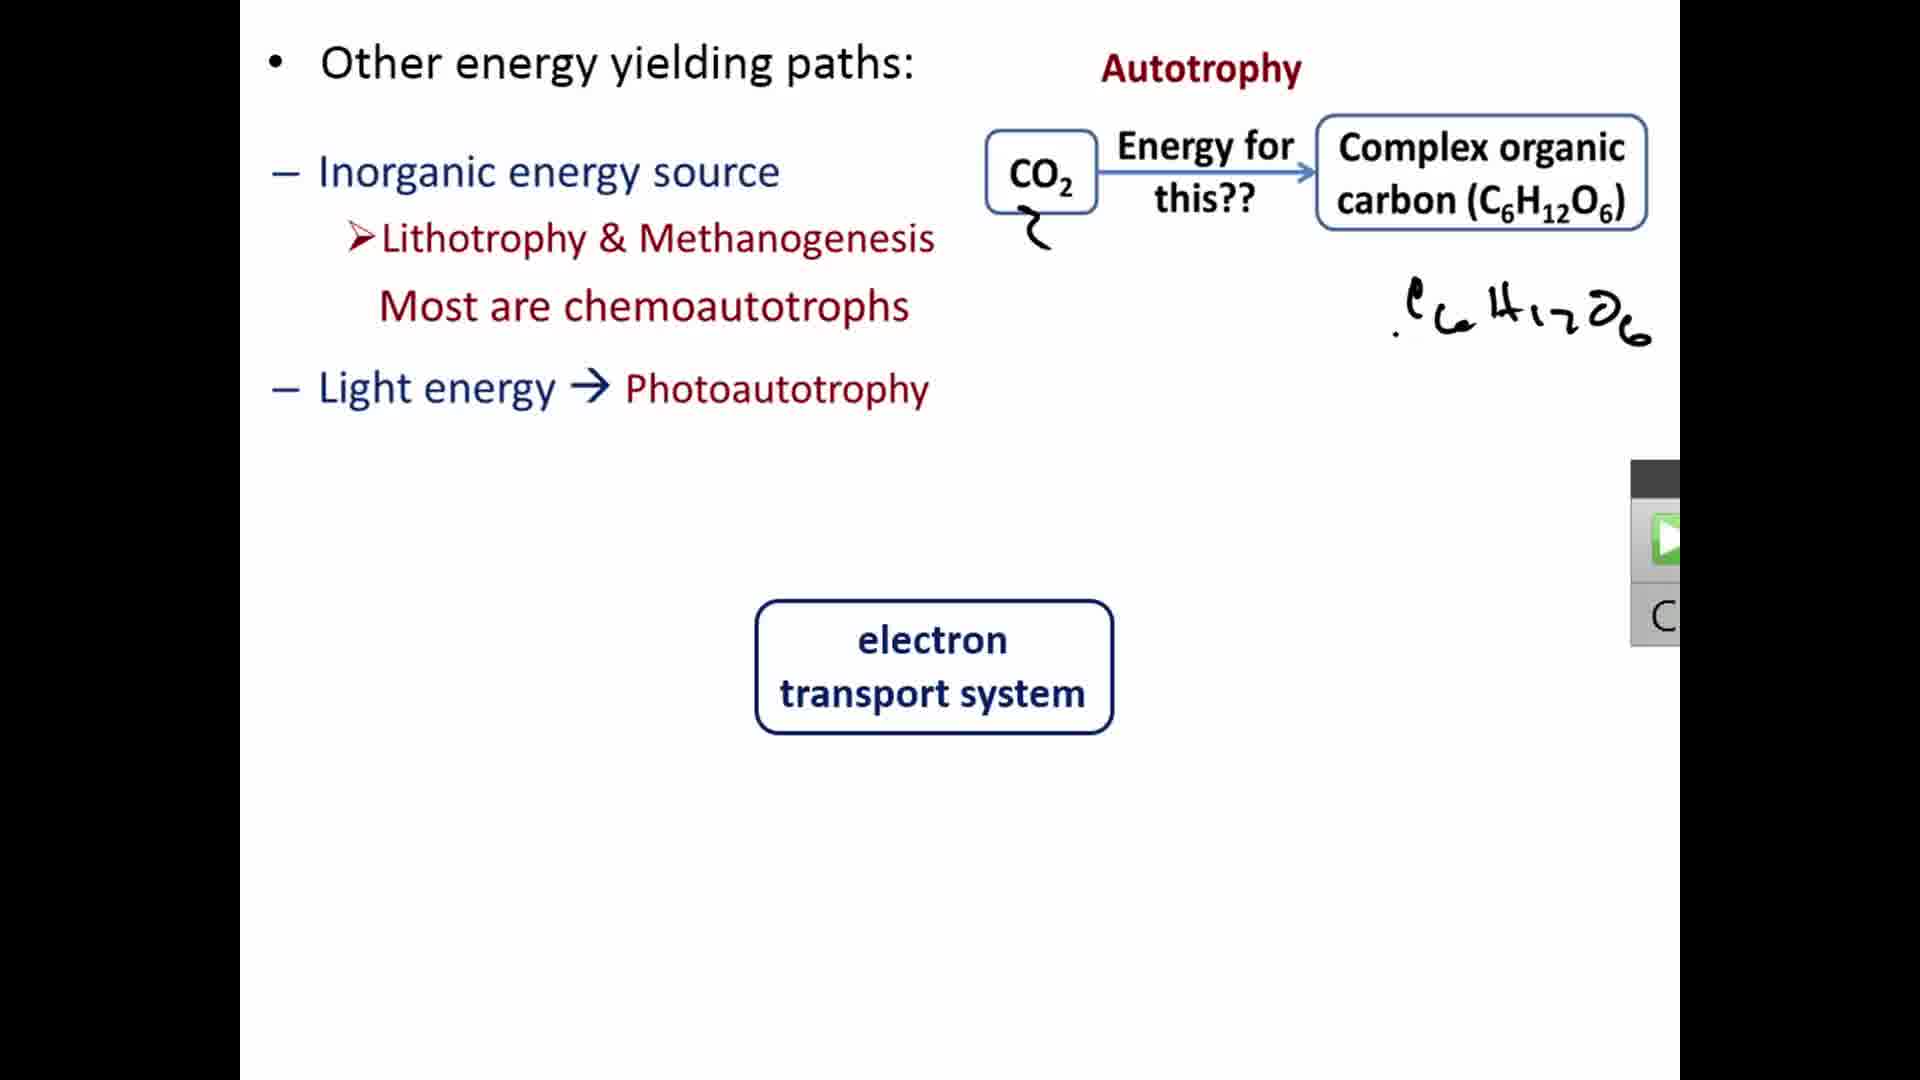 • Other energy yielding paths:
– Inorganic energy source
➢Lithotrophy & Methanogenesis
Most are chemoautotrophs
– Light energy → Photoautotrophy
Autotrophy
CO₂
Energy for
this??
Complex organic
carbon (C₆H₁₂O₆)
C₆H₁₂O₆
electron
transport system
C